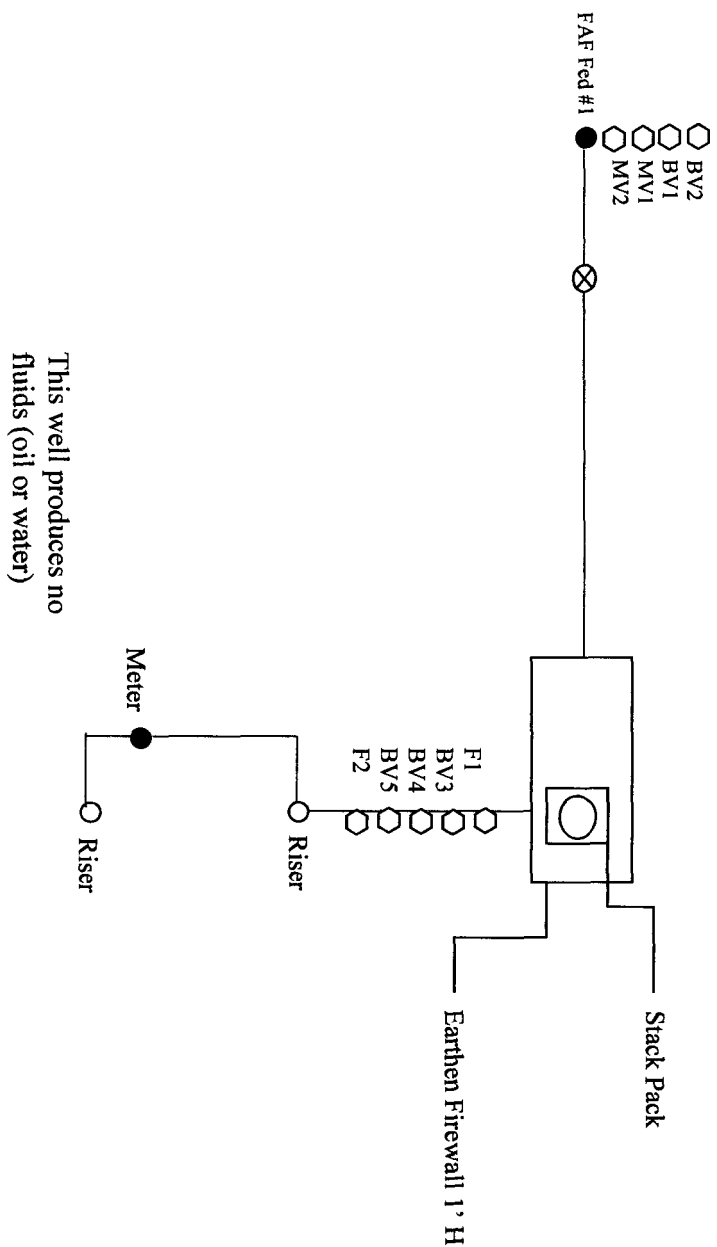 BV2
BV1
Stack Pack
MV1
MV2
FAF Fed #1
F1
Earthen Firewall 1' H
BV3
BV4
BV5
F2
Riser
Meter
Riser
This well produces no
fluids (oil or water)